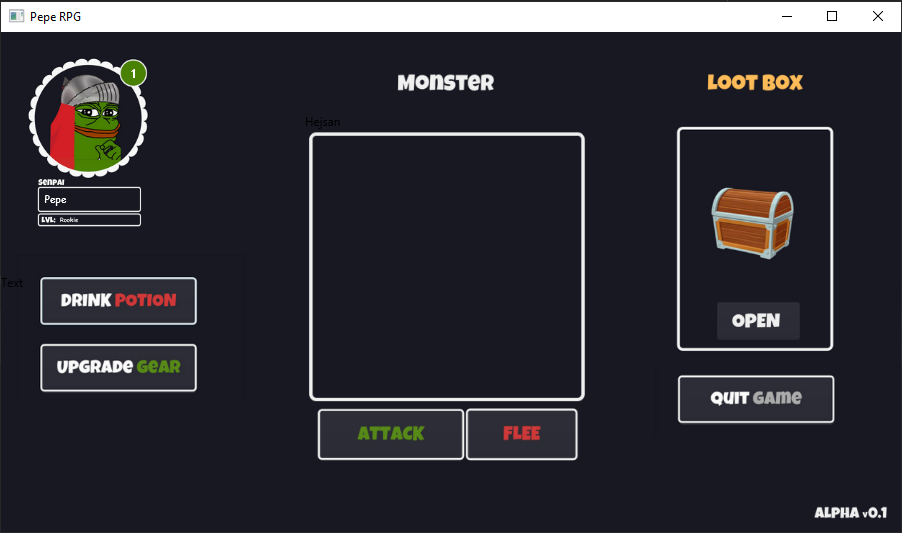 Pepe RPG
1
Monster
LOOT BOX
Hejsan
senpai
Pepe
LVL: Rookie
Text
DRINK POTION
UPGRADE GEAR
OPEN
ATTACK
FLEE
QUIT GAME
ALPHA v0.1